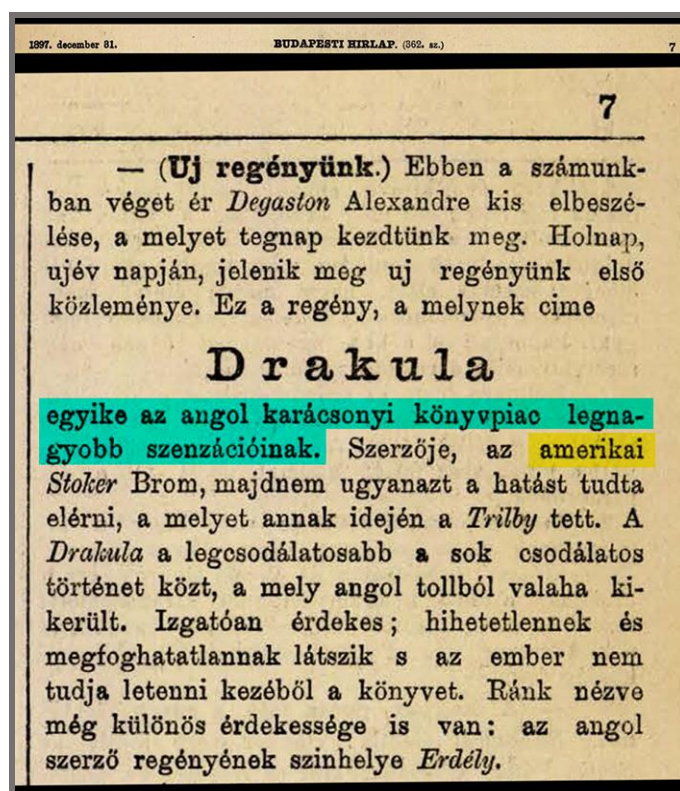 1897. december 31. BUDAPESTI HIRLAP. (362. sz.) 7
7
— (Uj regényünk.) Ebben a számunk-
ban véget ér Degaston Alexandre kis elbeszé-
lése, a melyet tegnap kezdtünk meg. Holnap,
ujév napján, jelenik meg uj regényünk első
közleménye. Ez a regény, a melynek cime
Drakula
egyike az angol karácsonyi könyvpiac legna-
gyobb szenzációinak. Szerzője, az amerikai
Stoker Brom, majdnem ugyanazt a hatást tudta
elérni, a melyet annak idején a Trilby tett. A
Drakula a legcsodálatosabb a sok csodálatos
történet közt, a mely angol tollból valaha ki-
került. Izgatóan érdekes; hihetetlennek és
megfoghatatlannak látszik s az ember nem
tudja letenni kezéből a könyvet. Ránk nézve
még különös érdekessége is van: az angol
szerző regényének szinhelye Erdély.